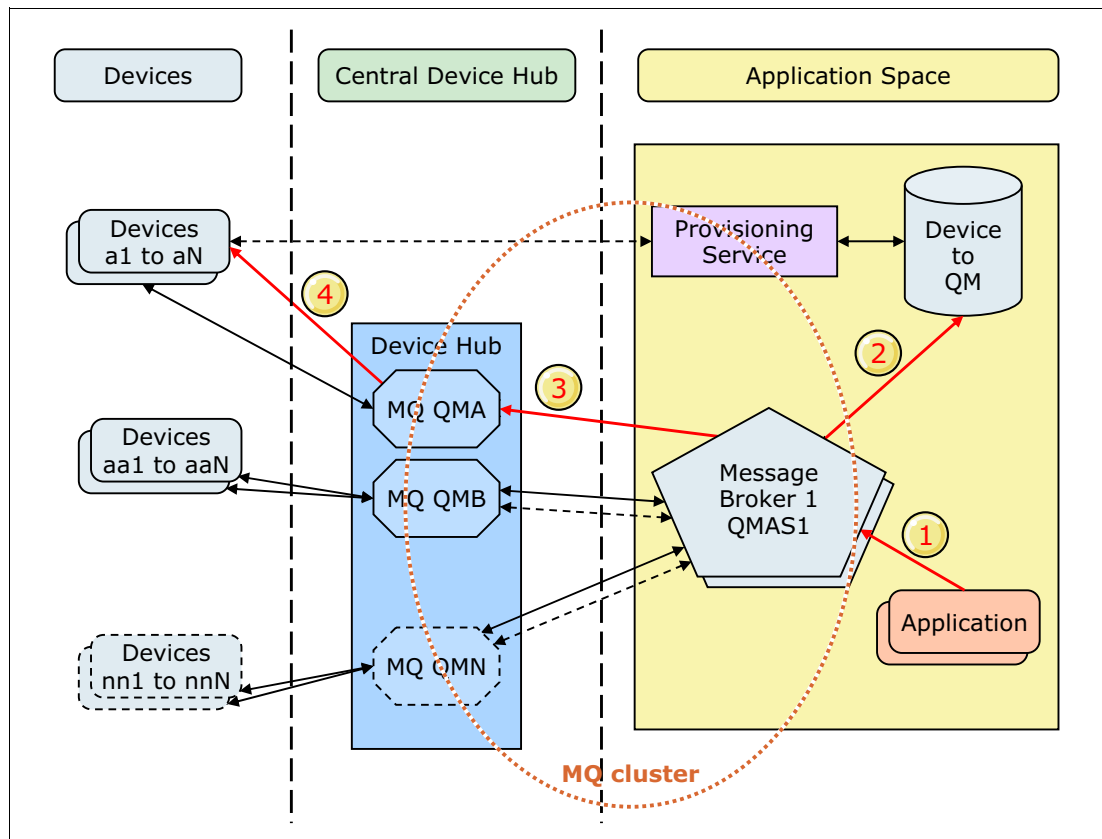 Devices
Central Device Hub
Application Space
Devices
a1 to aN
Provisioning
Service
Device
to
QM
4
Device Hub
2
3
MQ QMA
Devices
aa1 to aaN
MQ QMB
Message
Broker 1
QMAS1
1
Application
Devices
nn1 to nnN
MQ QMN
MQ cluster